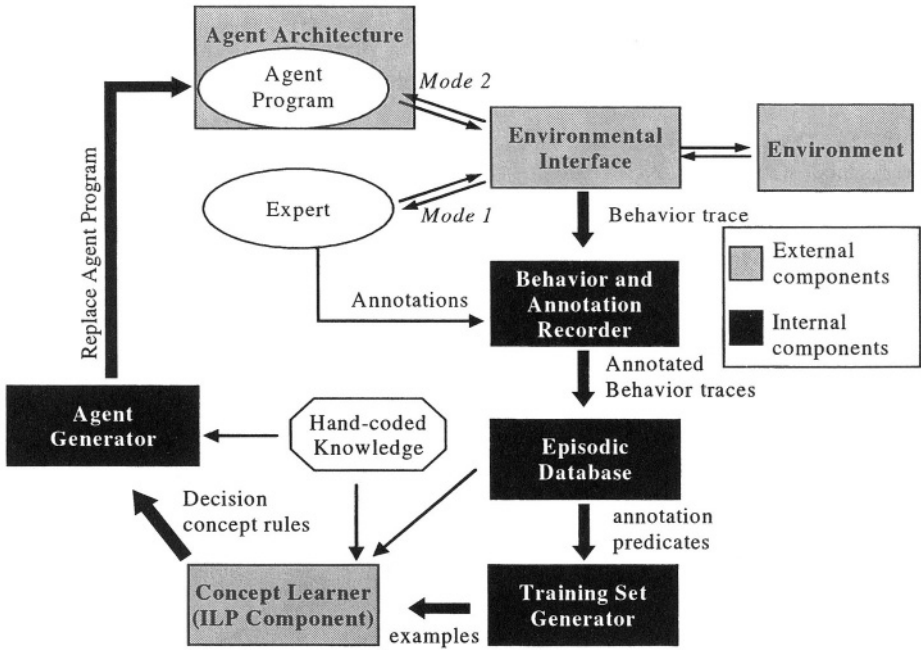 Agent Architecture
Agent
Program
Mode 2
Environmental
Interface
Environment
Replace Agent Program
Expert
Mode 1
Behavior trace
External
components
Internal
components
Annotations
Behavior and
Annotation
Recorder
Annotated
Behavior traces
Agent
Generator
Hand-coded
Knowledge
Episodic
Database
Decision
concept rules
annotation
predicates
Concept Learner
(ILP Component)
examples
Training Set
Generator